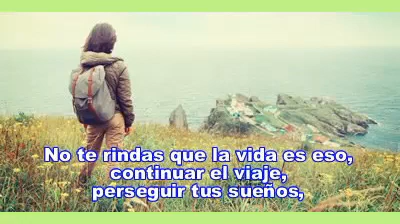 No te rindas que la vida es eso,
continuar el viaje,
perseguir tus sueños,